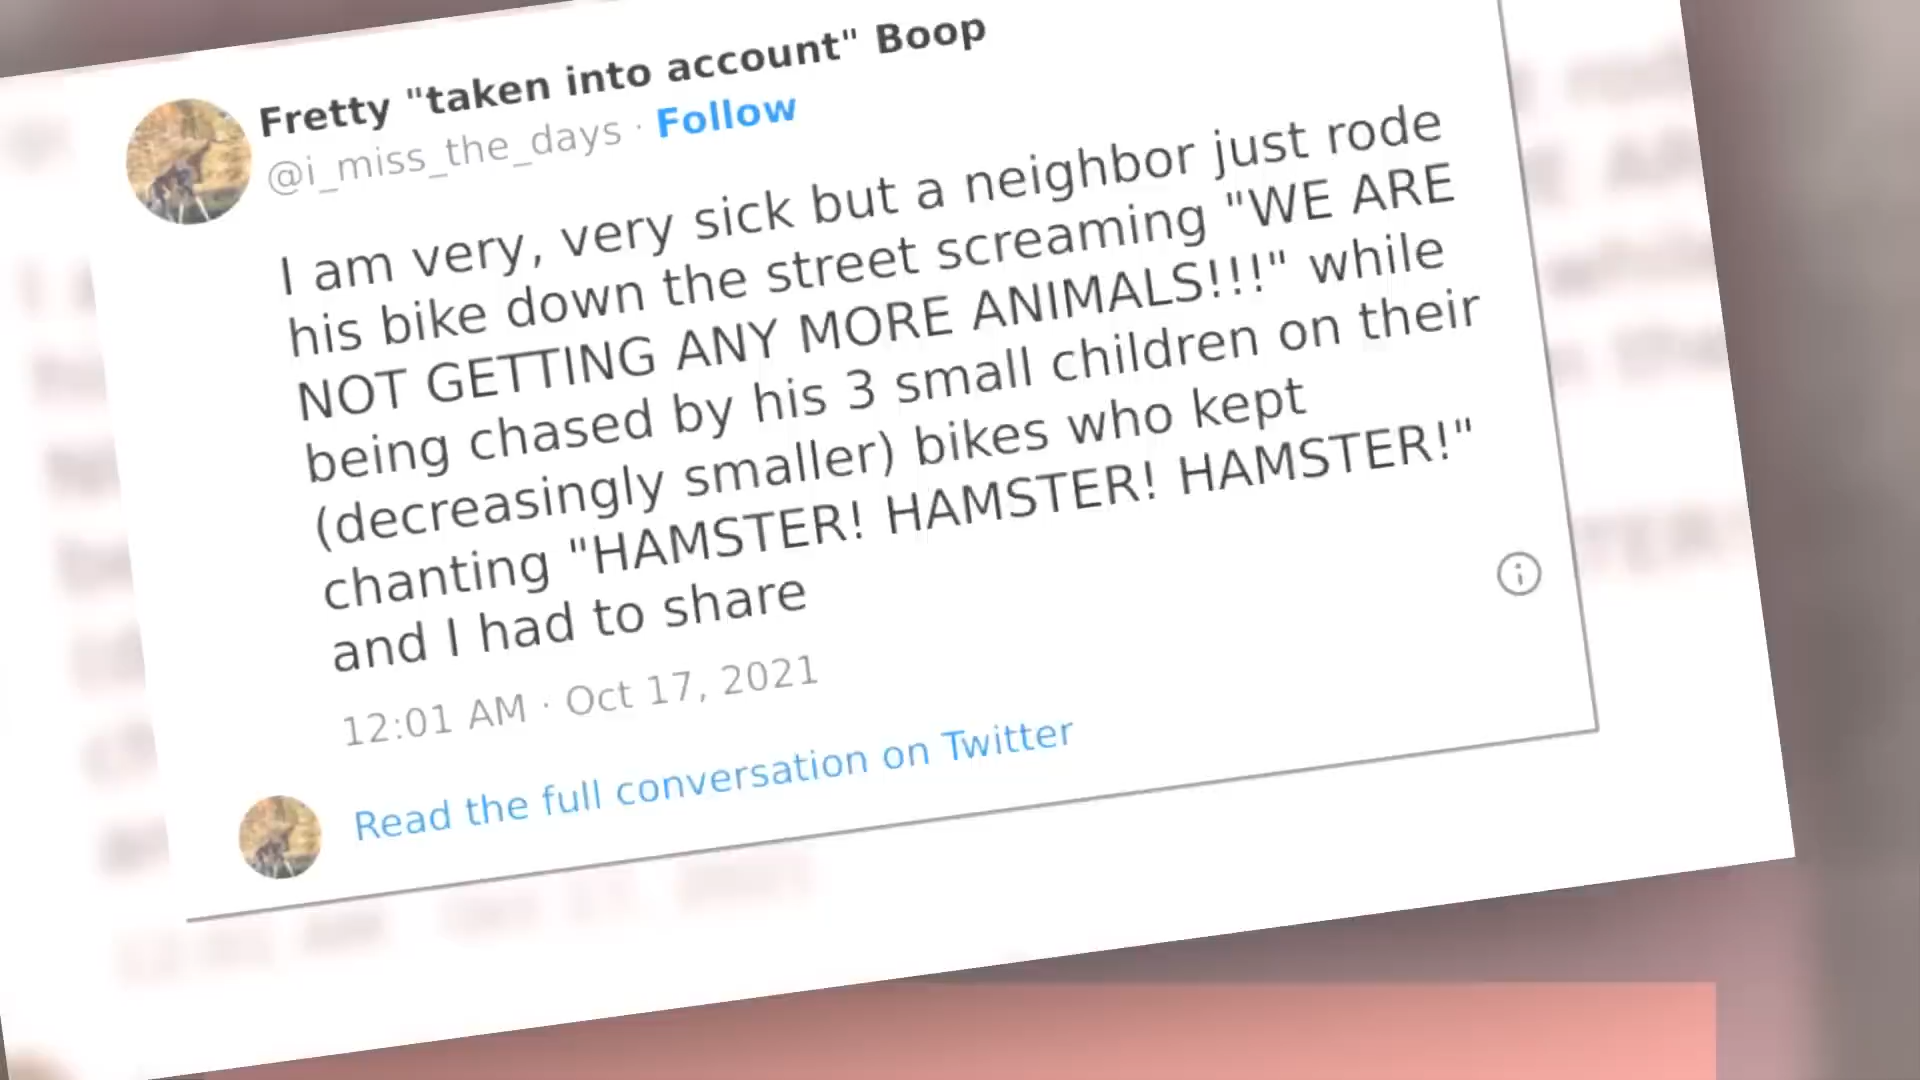 Fretty "taken into account" Boop
@i_miss_the_days · Follow
I am very, very sick but a neighbor just rode
his bike down the street screaming "WE ARE
NOT GETTING ANY MORE ANIMALS!!!" while
being chased by his 3 small children on their
(decreasingly smaller) bikes who kept
chanting "HAMSTER! HAMSTER! HAMSTER!"
and I had to share
12:01 AM · Oct 17, 2021
Read the full conversation on Twitter